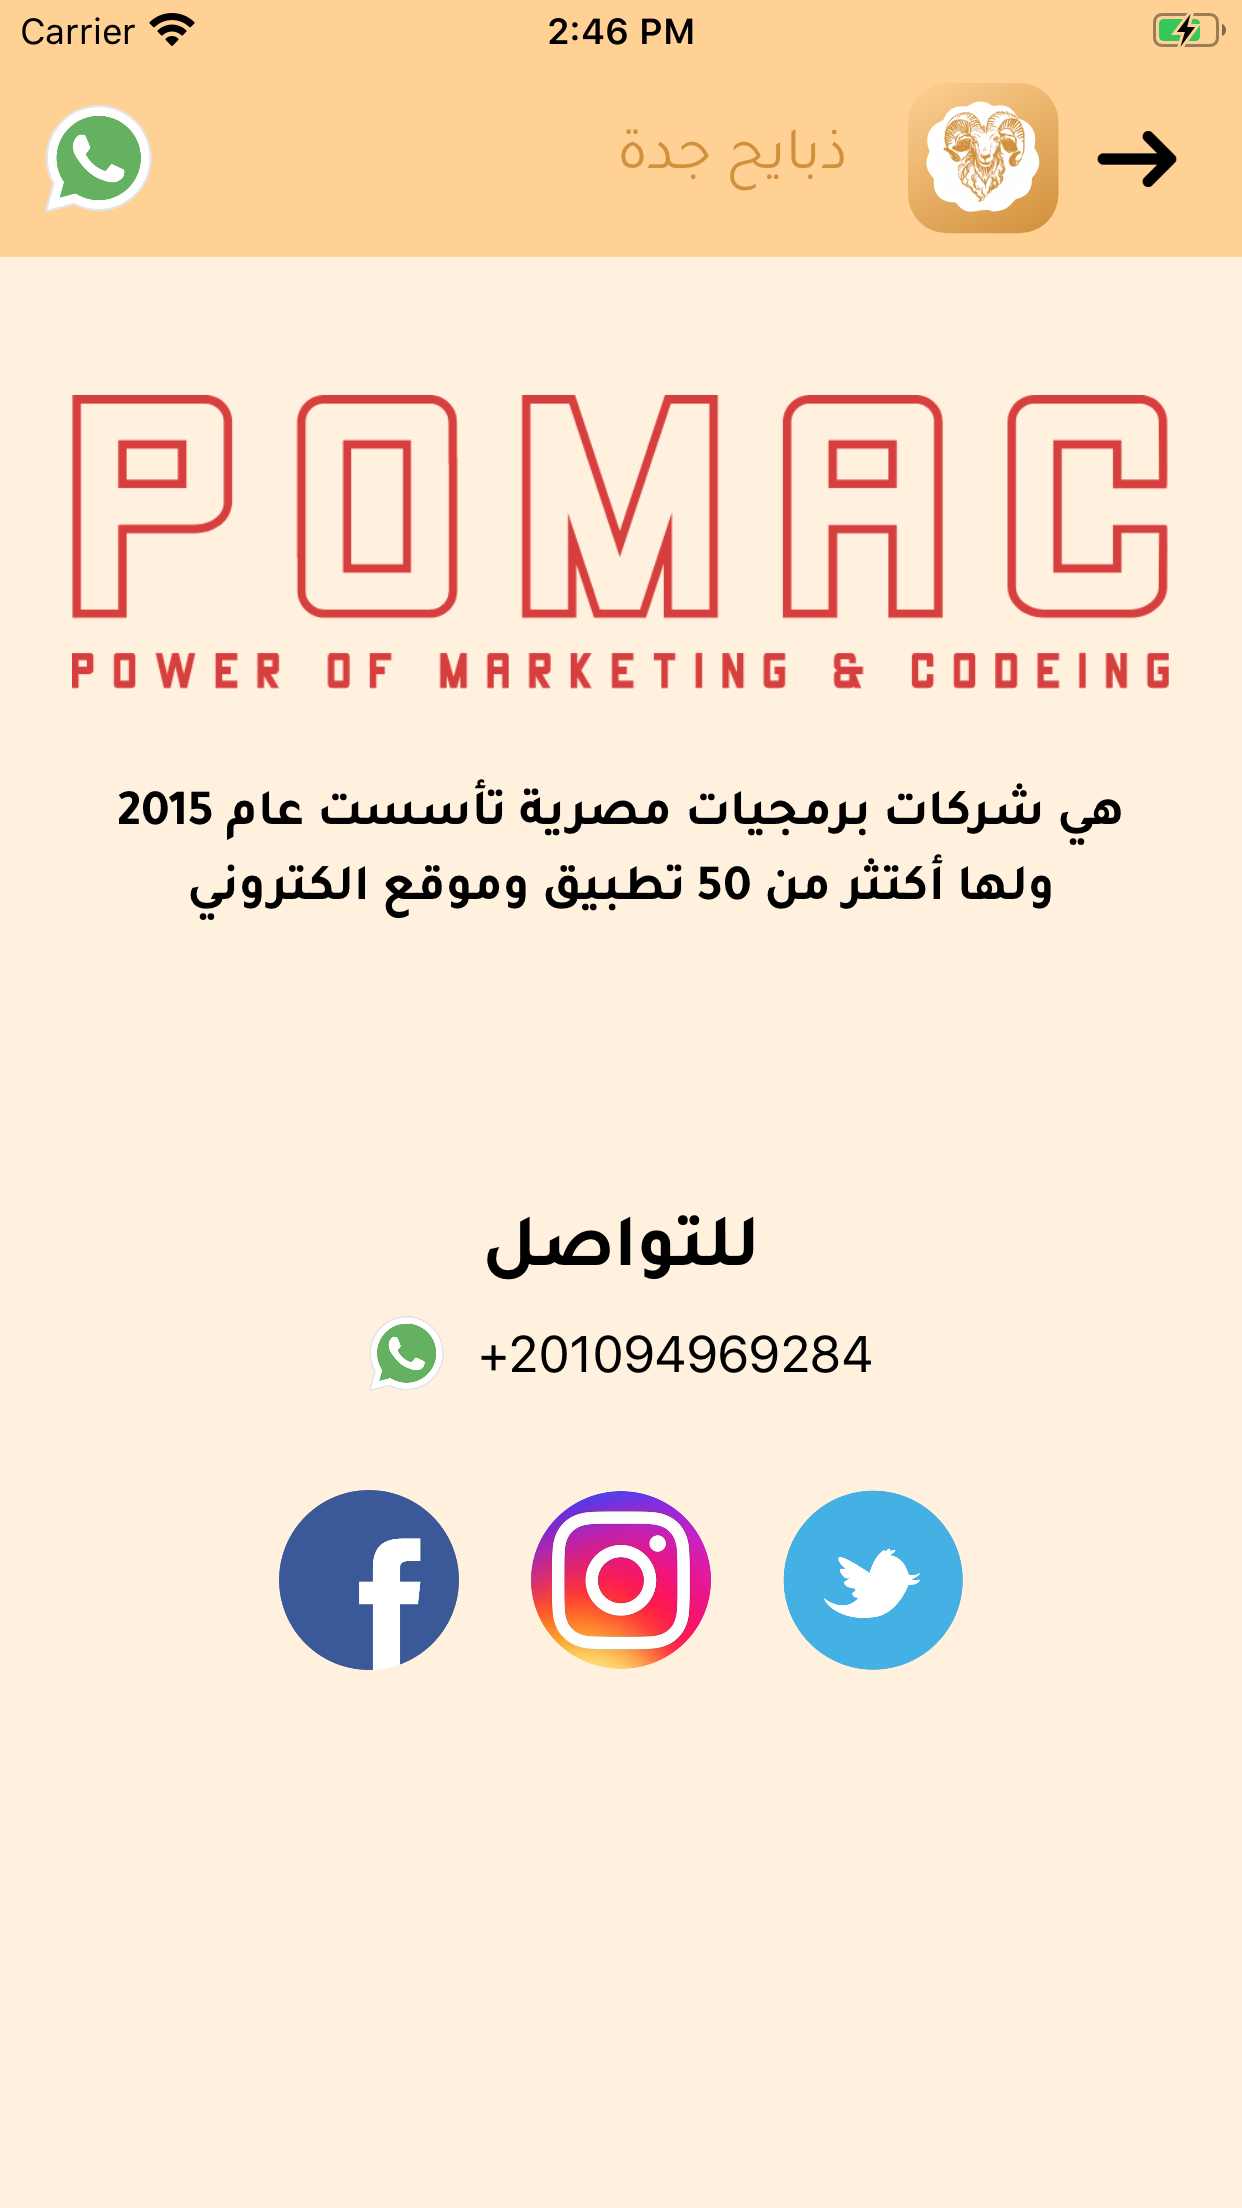 Carrier 2:46 PM
ذبايح جدة
POMAC
POWER OF MARKETING & CODEING
هي شركات برمجيات مصرية تأسست عام 2015
ولها أكتثر من 50 تطبيق وموقع الكتروني
للتواصل
+201094969284